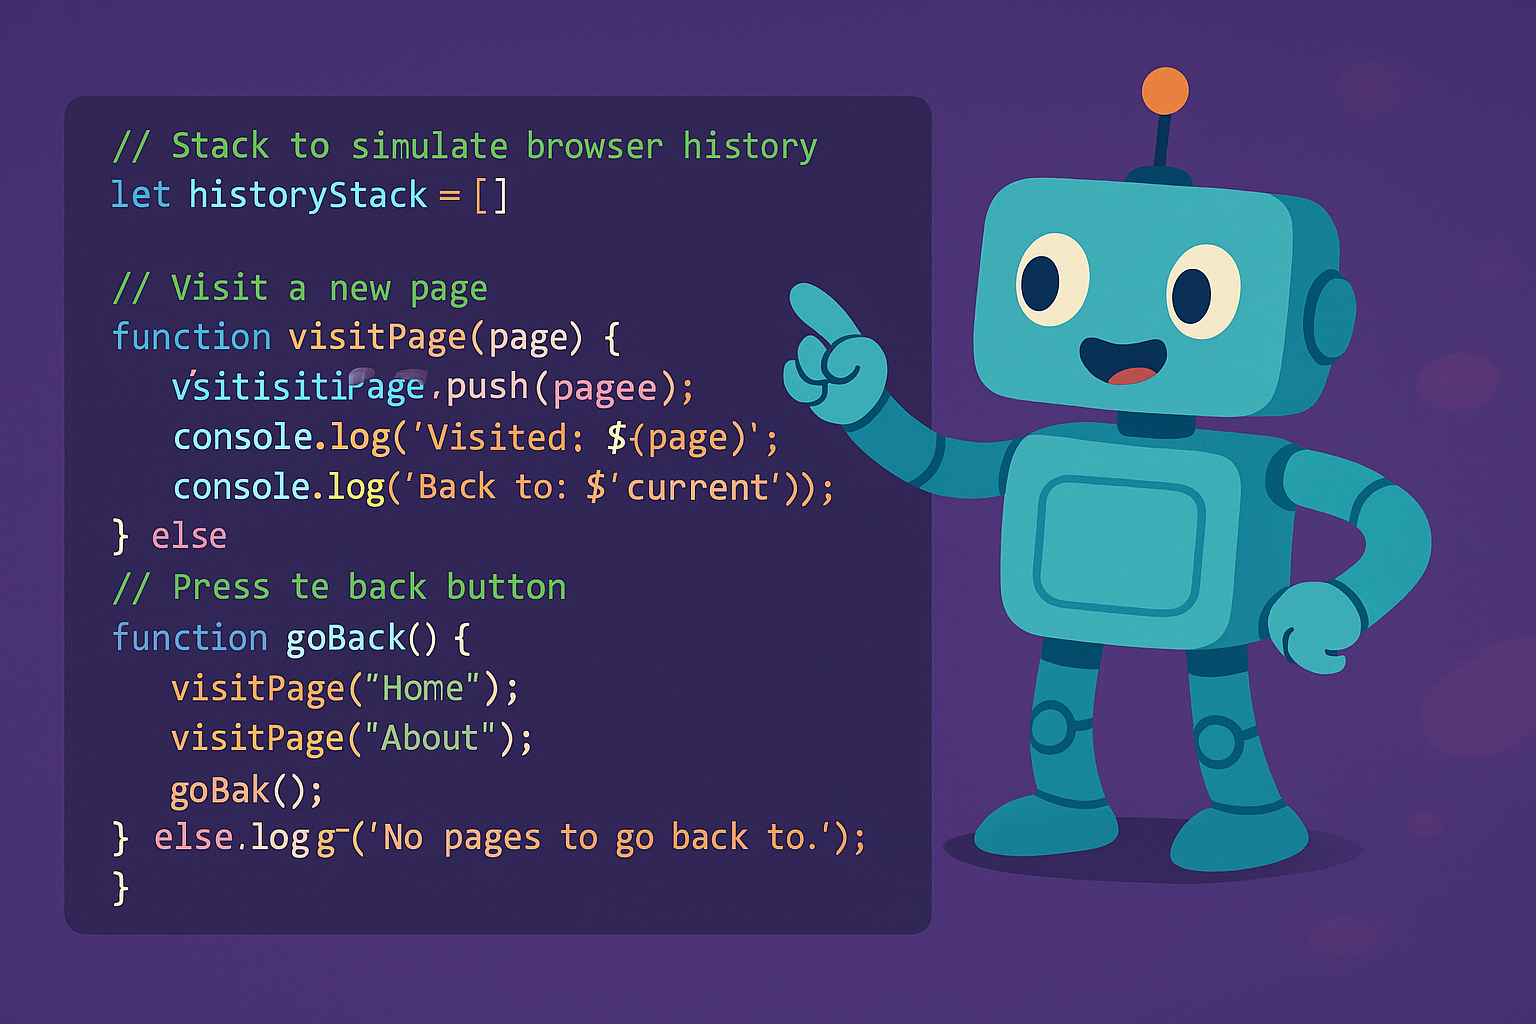 // Stack to simulate browser history
let historyStack = []
// Visit a new page
function visitPage(page) {
.push(pagee);
console.log('Visited: $(page)';
console.log('Back to: $'current'));
} else
// Press te back button
function goBack() {
visitPage("Home");
visitPage("About");
goBak();
} else.logg-('No pages to go back to.');
}